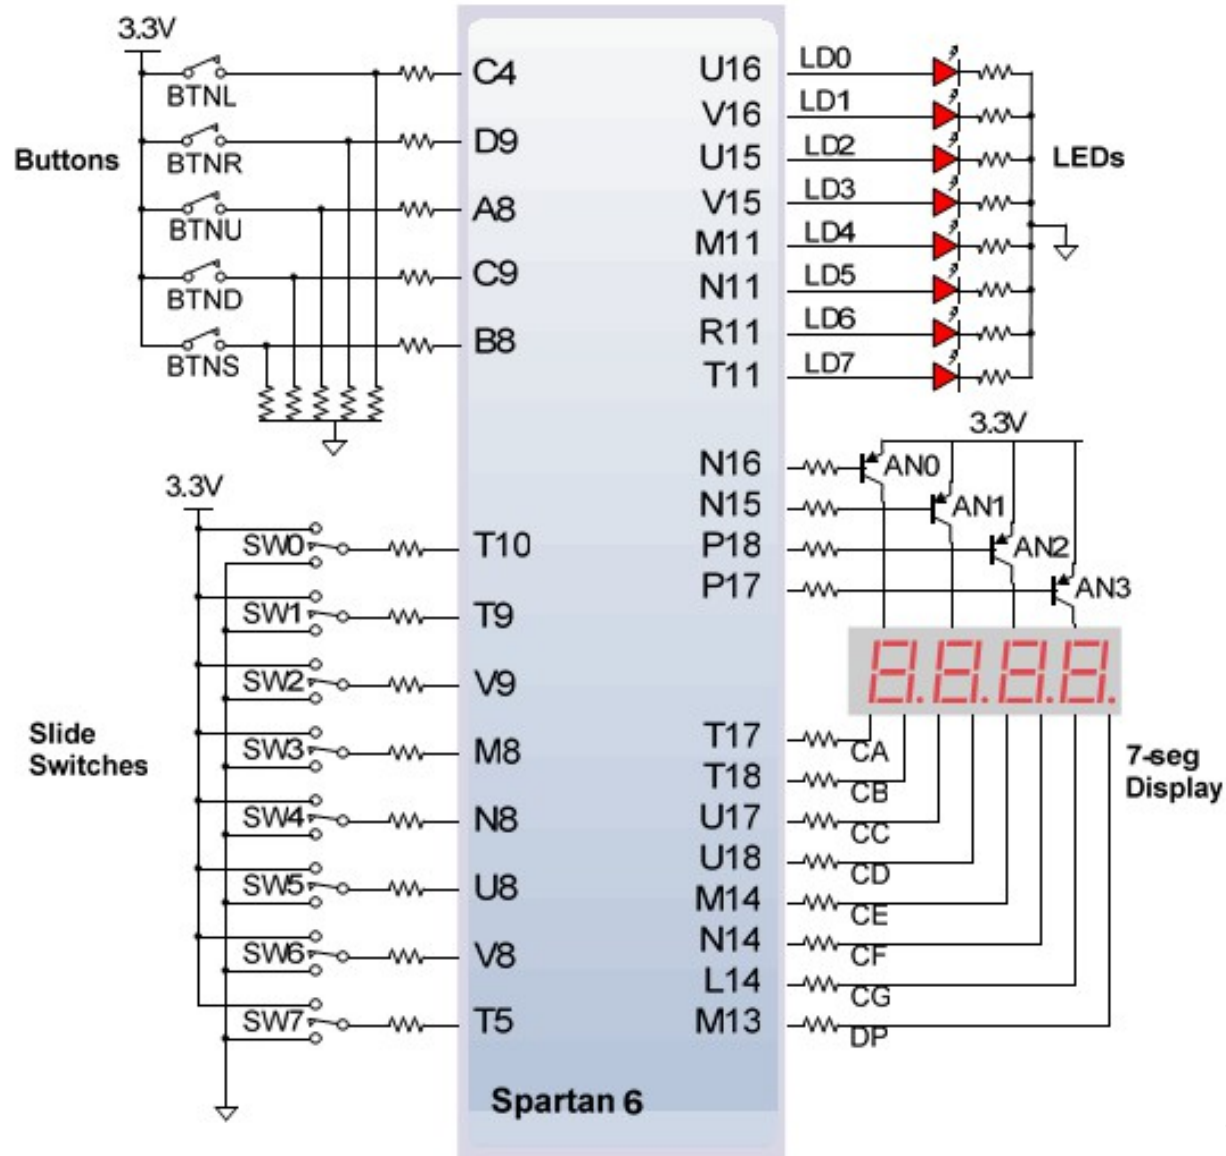 3.3V
BTNL
C4
BTNR
D9
Buttons
BTNU
A8
BTND
C9
BTNS
B8
3.3V
SW0
T10
SW1
T9
SW2
V9
Slide
Switches
SW3
M8
SW4
N8
SW5
U8
SW6
V8
SW7
T5
Spartan 6
U16
LD0
V16
LD1
U15
LD2
LEDs
V15
LD3
M11
LD4
N11
LD5
R11
LD6
T11
LD7
3.3V
N16
AN0
N15
AN1
P18
AN2
P17
AN3
8.8.8.8.
7-seg
Display
T17
CA
T18
CB
U17
CC
U18
CD
M14
CE
N14
CF
L14
CG
M13
DP